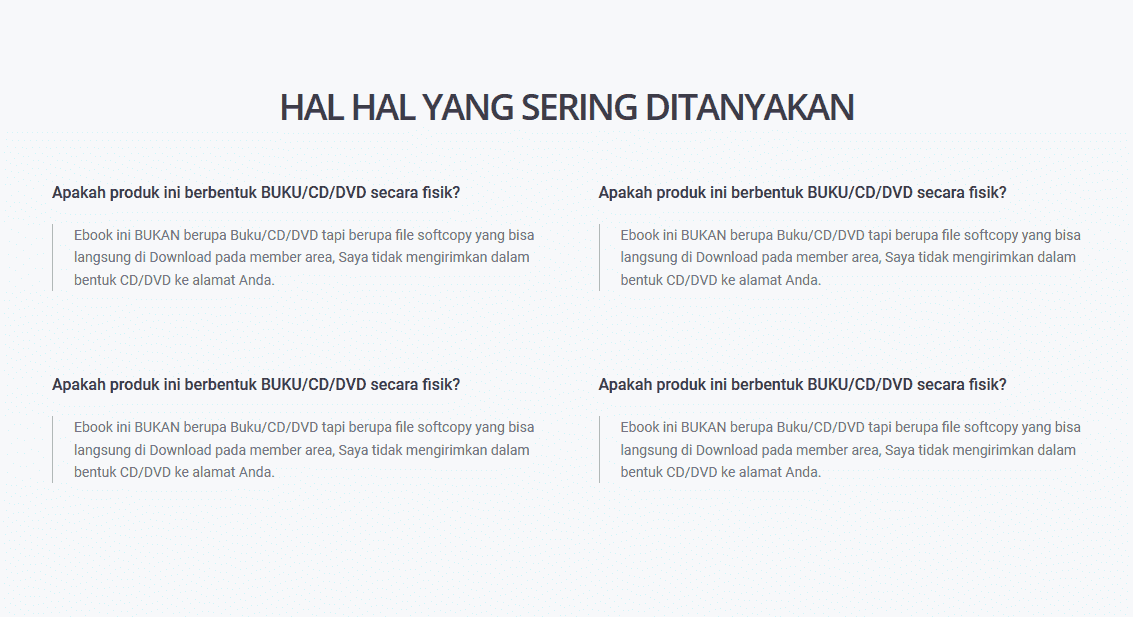 HAL HAL YANG SERING DITANYAKAN
Apakah produk ini berbentuk BUKU/CD/DVD secara fisik?
Ebook ini BUKAN berupa Buku/CD/DVD tapi berupa file softcopy yang bisa
langsung di Download pada member area, Saya tidak mengirimkan dalam
bentuk CD/DVD ke alamat Anda.
Apakah produk ini berbentuk BUKU/CD/DVD secara fisik?
Ebook ini BUKAN berupa Buku/CD/DVD tapi berupa file softcopy yang bisa
langsung di Download pada member area, Saya tidak mengirimkan dalam
bentuk CD/DVD ke alamat Anda.
Apakah produk ini berbentuk BUKU/CD/DVD secara fisik?
Ebook ini BUKAN berupa Buku/CD/DVD tapi berupa file softcopy yang bisa
langsung di Download pada member area, Saya tidak mengirimkan dalam
bentuk CD/DVD ke alamat Anda.
Apakah produk ini berbentuk BUKU/CD/DVD secara fisik?
Ebook ini BUKAN berupa Buku/CD/DVD tapi berupa file softcopy yang bisa
langsung di Download pada member area, Saya tidak mengirimkan dalam
bentuk CD/DVD ke alamat Anda.